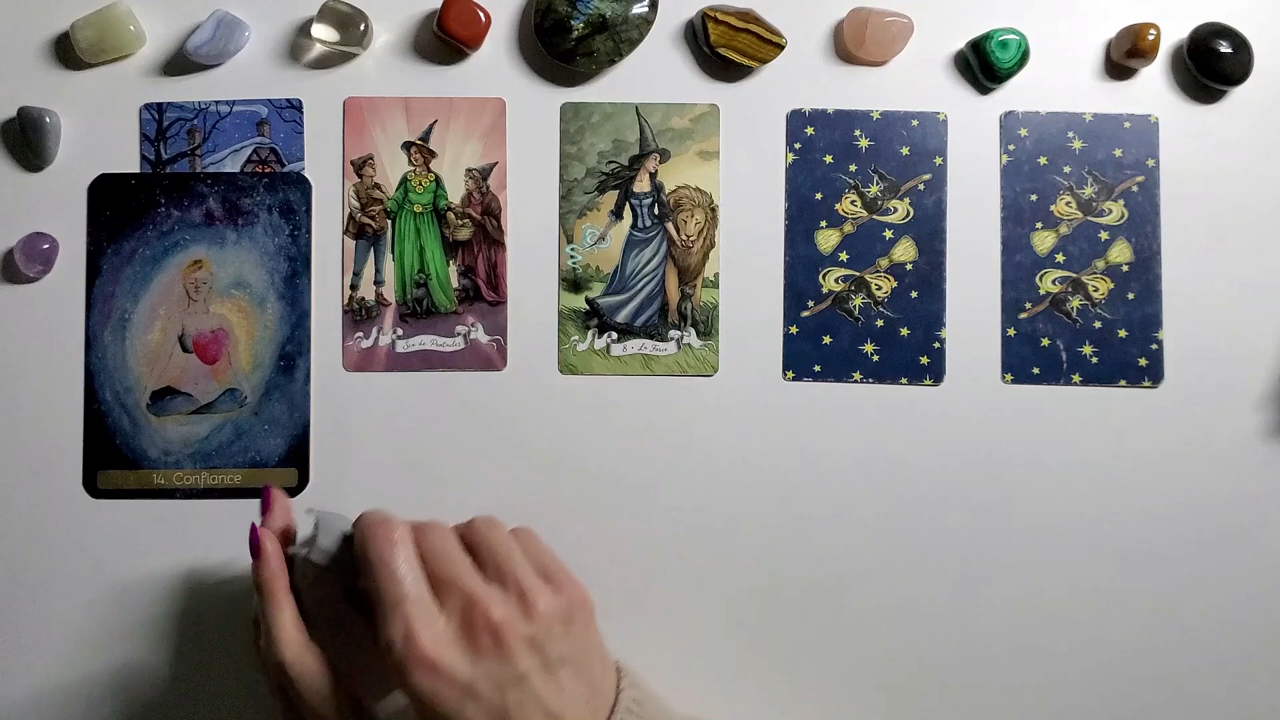 Six de Pentacles
8 • La Force
14. Confiance